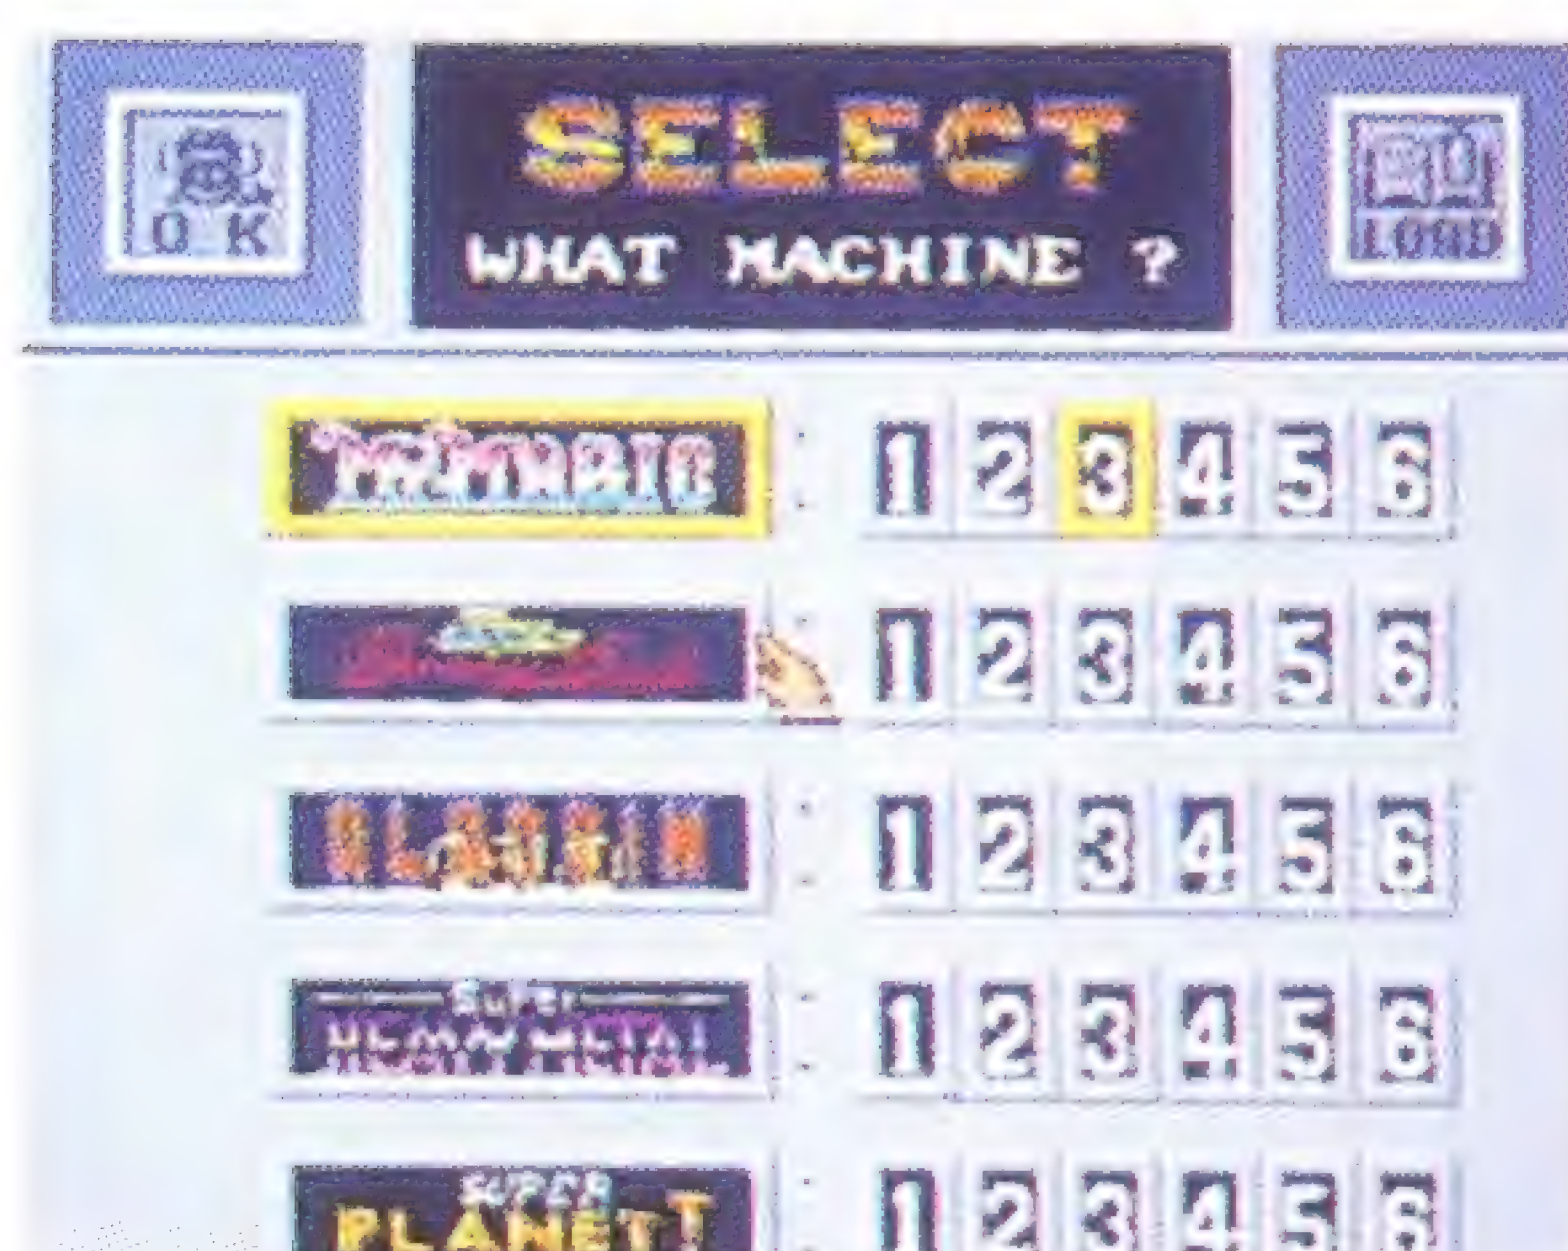 SELECT
WHAT MACHINE ?
O K
LOAD
1 2 3 4 5 6
1 2 3 4 5 6
1 2 3 4 5 6
Super
HEAVY METAL
1 2 3 4 5 6
SUPER
PLANET
1 2 3 4 5 6